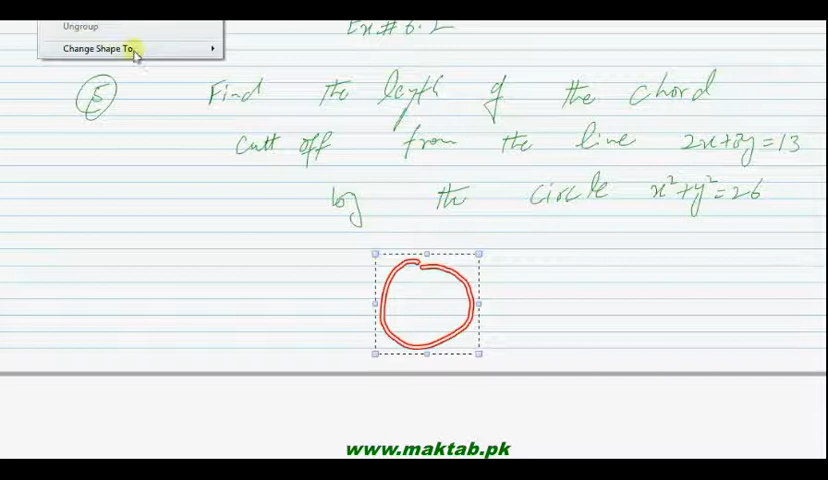 Ungroup
Ex# 6.2
Change Shape To
5 Find the length of the chord
Cutt off from the line 2x+3y=13
by the circle x²+y²=26
www.maktab.pk